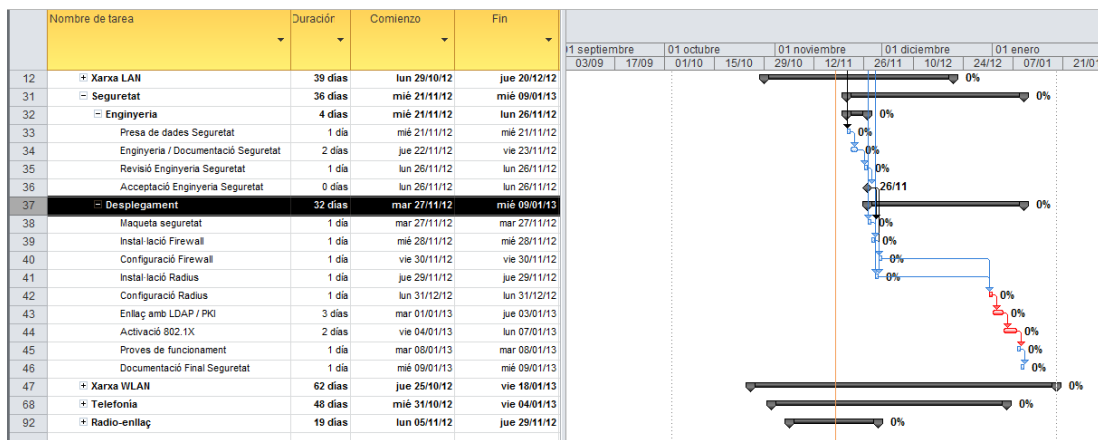 Nombre de tarea Duración Comienzo Fin
01 septiembre 01 octubre 01 noviembre 01 diciembre 01 enero
03/09 17/09 01/10 15/10 29/10 12/11 26/11 10/12 24/12 07/01 21/01
12 Xarxa LAN 39 días lun 29/10/12 jue 20/12/12 0%
31 Seguretat 36 días mié 21/11/12 mié 09/01/13 0%
32 Enginyeria 4 días mié 21/11/12 lun 26/11/12 0%
33 Presa de dades Seguretat 1 día mié 21/11/12 mié 21/11/12 0%
34 Enginyeria / Documentació Seguretat 2 días jue 22/11/12 vie 23/11/12 0%
35 Revisió Enginyeria Seguretat 1 día lun 26/11/12 lun 26/11/12 0%
36 Acceptació Enginyeria Seguretat 0 días lun 26/11/12 lun 26/11/12 26/11
37 Desplegament 32 días mar 27/11/12 mié 09/01/13 0%
38 Maqueta seguretat 1 día mar 27/11/12 mar 27/11/12 0%
39 Instal·lació Firewall 1 día mié 28/11/12 mié 28/11/12 0%
40 Configuració Firewall 1 día vie 30/11/12 vie 30/11/12 0%
41 Instal·lació Radius 1 día jue 29/11/12 jue 29/11/12 0%
42 Configuració Radius 1 día lun 31/12/12 lun 31/12/12 0%
43 Enllaç amb LDAP / PKI 3 días mar 01/01/13 jue 03/01/13 0%
44 Activació 802.1X 2 días vie 04/01/13 lun 07/01/13 0%
45 Proves de funcionament 1 día mar 08/01/13 mar 08/01/13 0%
46 Documentació Final Seguretat 1 día mié 09/01/13 mié 09/01/13 0%
47 Xarxa WLAN 62 días jue 25/10/12 vie 18/01/13 0%
68 Telefonía 48 días mié 31/10/12 vie 04/01/13 0%
92 Radio-enllaç 19 días lun 05/11/12 jue 29/11/12 0%